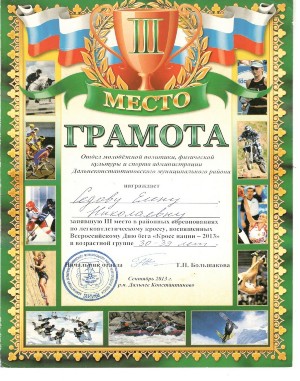 III
МЕСТО
ГРАМОТА
Отдел молодёжной политики, физической
культуры и спорта администрации
Дальнеконстантиновского муниципального района
награждает
Седову Елену
Николаевну
занявшую III место в районных соревнованиях
по легкоатлетическому кроссу, посвященных
Всероссийскому Дню бега «Кросс нации – 2013»
в возрастной группе 30-39 лет
Начальник отдела Т.П. Большакова
Сентябрь 2013 г.
р.п. Дальнее Константиново